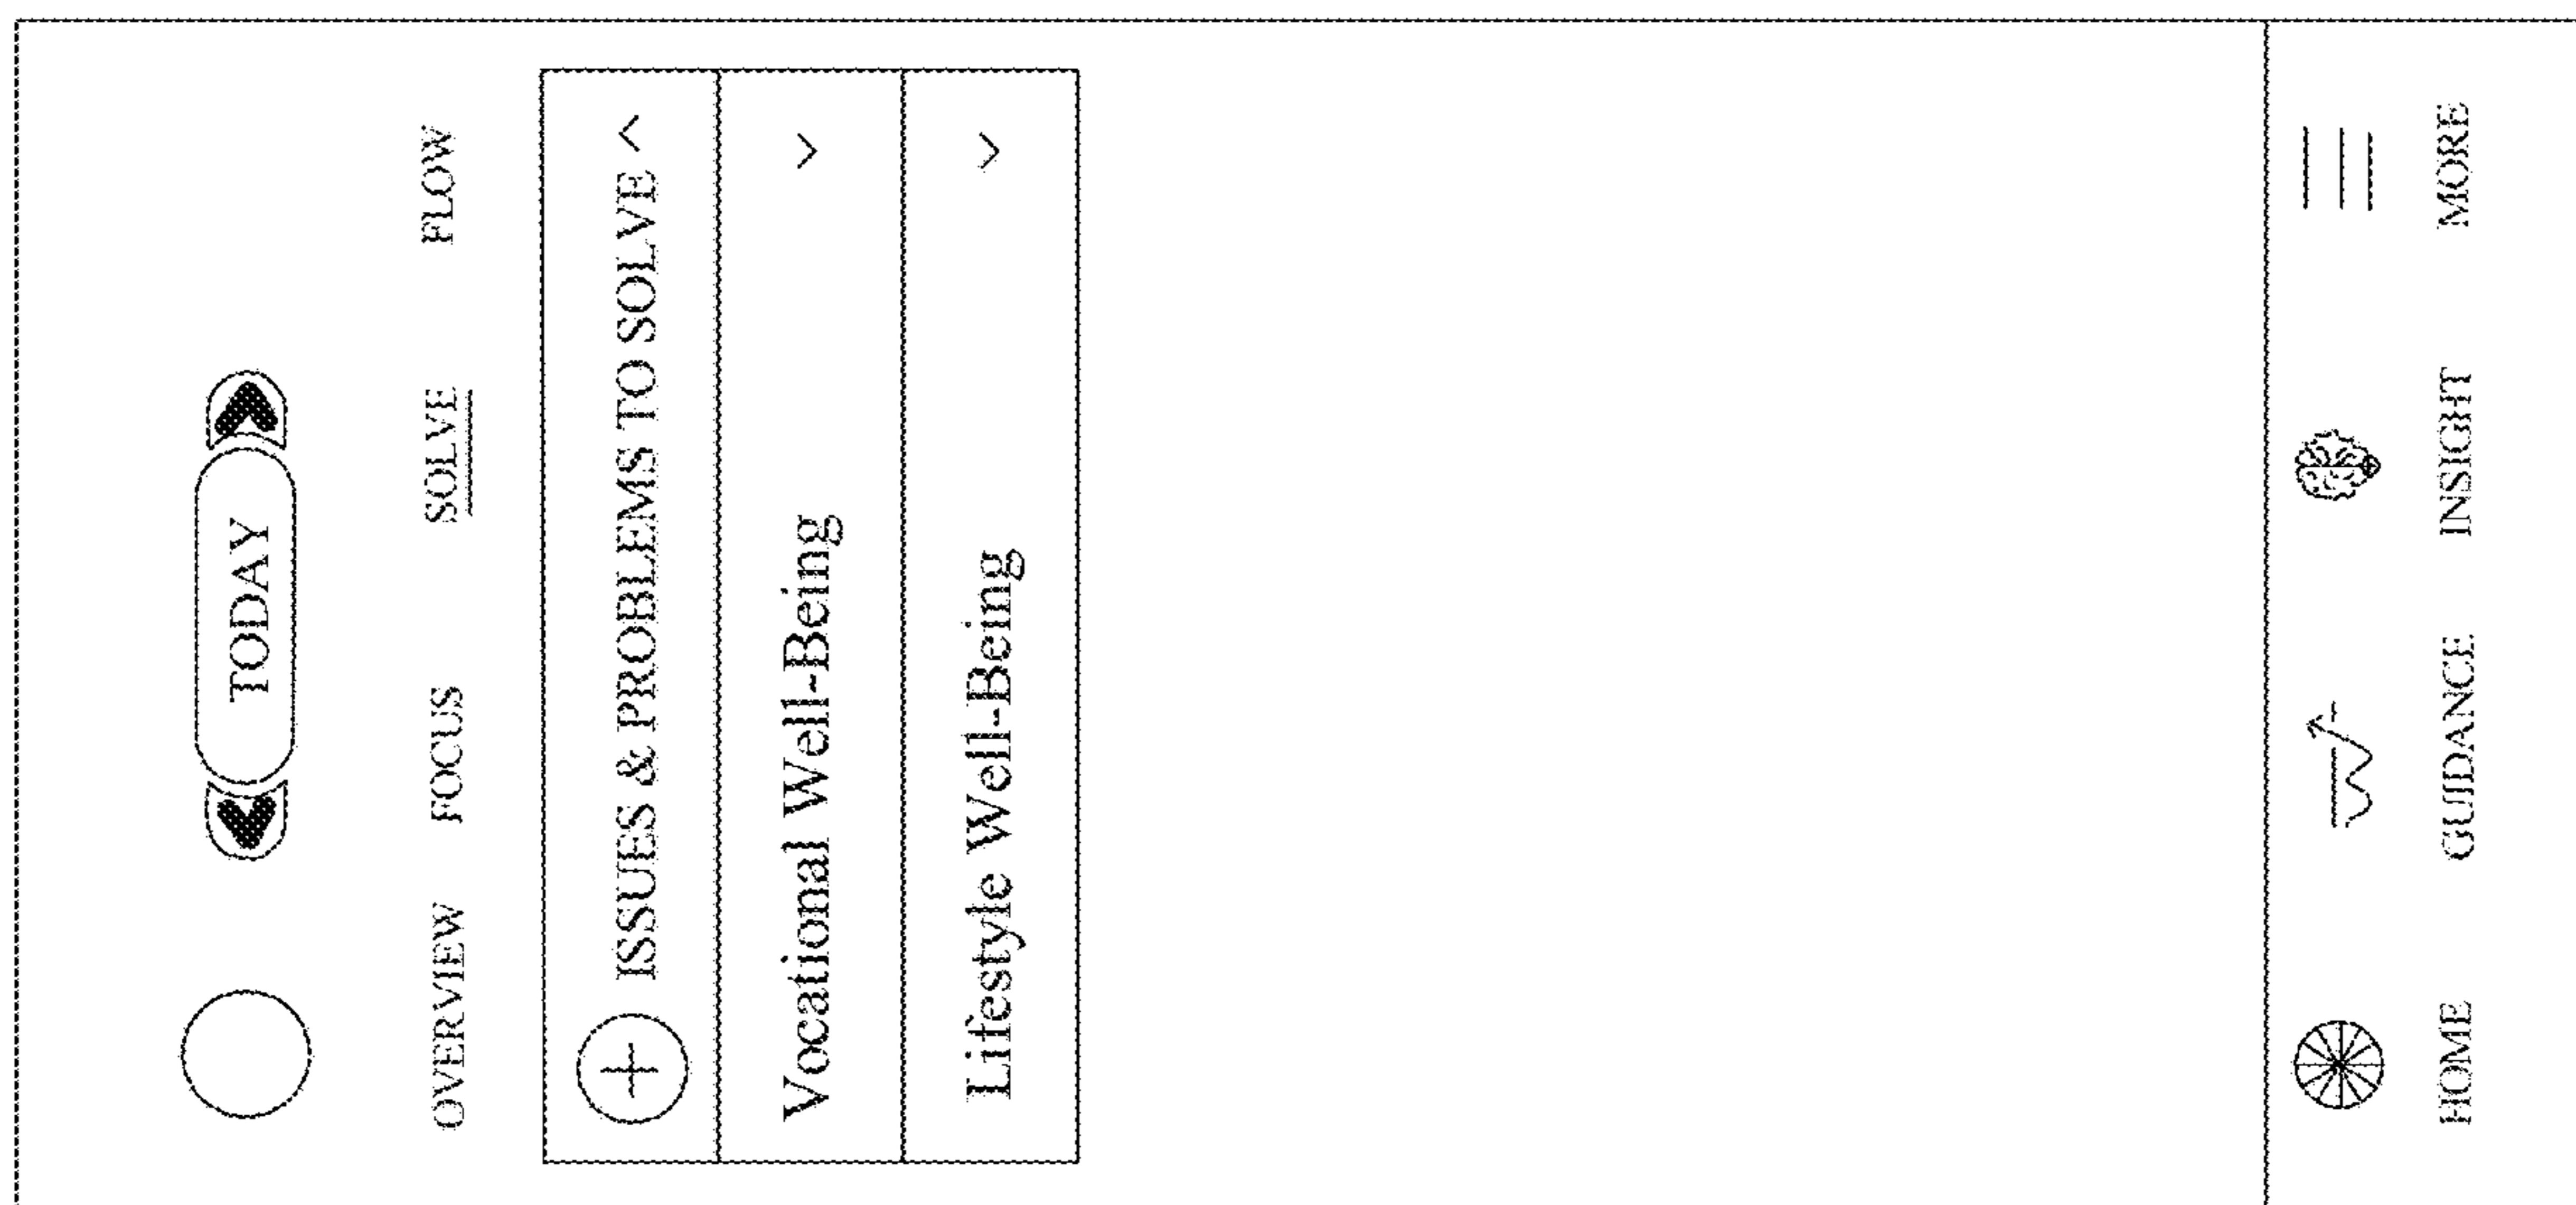 TODAY
OVERVIEW FOCUS SOLVE FLOW
ISSUES & PROBLEMS TO SOLVE
Vocational Well-Being
Lifestyle Well-Being
HOME GUIDANCE INSIGHT MORE